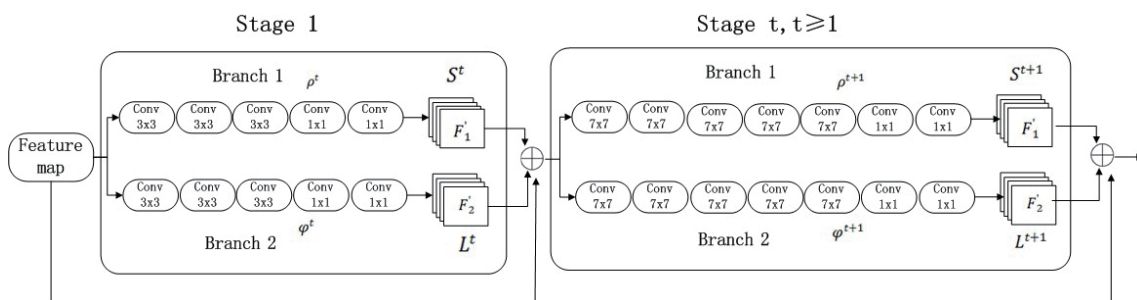 Stage 1
Stage t, t≥1
Branch 1
ρ^t
S^t
Conv 3x3
Conv 3x3
Conv 3x3
Conv 1x1
Conv 1x1
F'_1
Feature map
Conv 3x3
Conv 3x3
Conv 3x3
Conv 1x1
Conv 1x1
F'_2
Branch 2
φ^t
L^t
Branch 1
ρ^{t+1}
S^{t+1}
Conv 7x7
Conv 7x7
Conv 7x7
Conv 7x7
Conv 7x7
Conv 1x1
Conv 1x1
F'_1
Conv 7x7
Conv 7x7
Conv 7x7
Conv 7x7
Conv 7x7
Conv 1x1
Conv 1x1
F'_2
Branch 2
φ^{t+1}
L^{t+1}